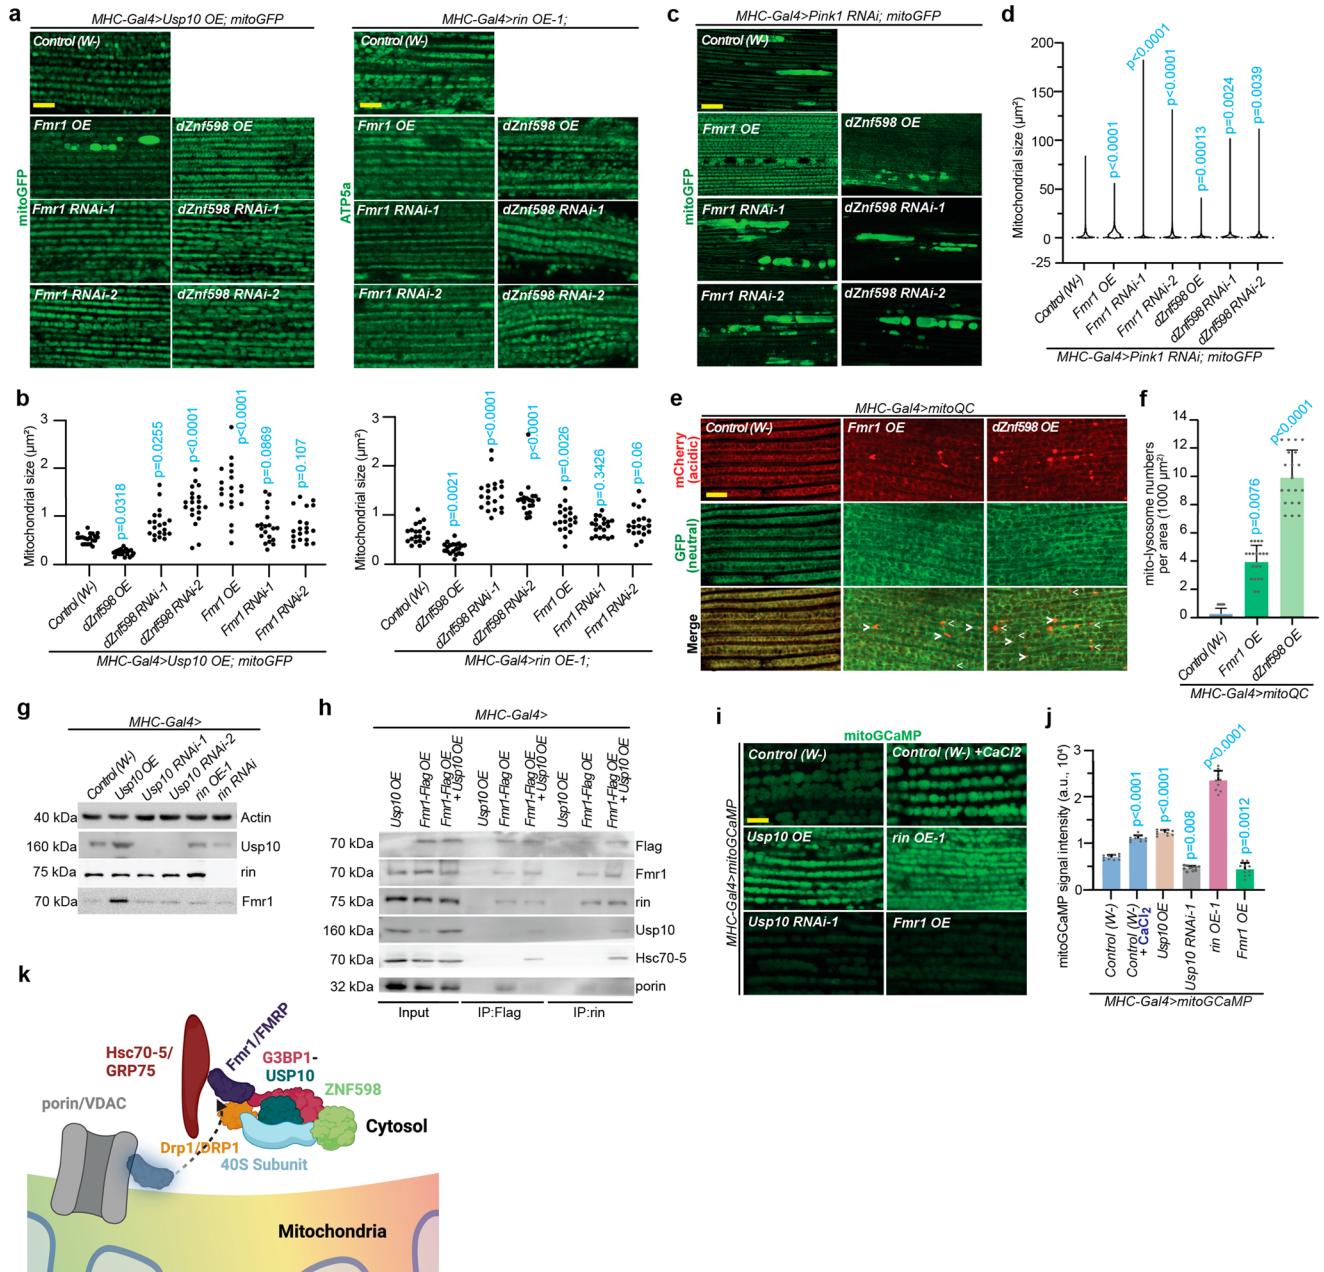 a
MHC-Gal4>Usp10 OE; mitoGFP
Control (W-)
Fmr1 OE
dZnf598 OE
Fmr1 RNAi-1
dZnf598 RNAi-1
Fmr1 RNAi-2
dZnf598 RNAi-2
mitoGFP
MHC-Gal4>rin OE-1;
Control (W-)
Fmr1 OE
dZnf598 OE
Fmr1 RNAi-1
dZnf598 RNAi-1
Fmr1 RNAi-2
dZnf598 RNAi-2
ATP5a
b
Mitochondrial size (µm²)
3
2
1
0
p=0.0318
p=0.0255
p<0.0001
p<0.0001
p=0.0869
p=0.107
Control (W-)
dZnf598 OE
dZnf598 RNAi-1
dZnf598 RNAi-2
Fmr1 OE
Fmr1 RNAi-1
Fmr1 RNAi-2
MHC-Gal4>Usp10 OE; mitoGFP
Mitochondrial size (µm²)
3
2
1
0
p=0.0021
p<0.0001
p<0.0001
p=0.0026
p=0.3426
p=0.06
Control (W-)
dZnf598 OE
dZnf598 RNAi-1
dZnf598 RNAi-2
Fmr1 OE
Fmr1 RNAi-1
Fmr1 RNAi-2
MHC-Gal4>rin OE-1;
c
MHC-Gal4>Pink1 RNAi; mitoGFP
Control (W-)
Fmr1 OE
dZnf598 OE
Fmr1 RNAi-1
dZnf598 RNAi-1
Fmr1 RNAi-2
dZnf598 RNAi-2
mitoGFP
d
Mitochondrial size (µm²)
200
150
100
50
0
-25
p<0.0001
p<0.0001
p<0.0001
p=0.00013
p=0.0024
p=0.0039
Control (W-)
Fmr1 OE
Fmr1 RNAi-1
Fmr1 RNAi-2
dZnf598 OE
dZnf598 RNAi-1
dZnf598 RNAi-2
MHC-Gal4>Pink1 RNAi; mitoGFP
e
MHC-Gal4>mitoQC
Control (W-)
Fmr1 OE
dZnf598 OE
mCherry
(acidic)
GFP
(neutral)
Merge
f
mito-lysosome numbers
per area (1000 µm²)
14
12
10
8
6
4
2
0
p=0.0076
p<0.0001
Control (W-)
Fmr1 OE
dZnf598 OE
MHC-Gal4>mitoQC
g
MHC-Gal4>
Control (W-)
Usp10 OE
Usp10 RNAi-1
Usp10 RNAi-2
rin OE-1
rin RNAi
40 kDa
Actin
160 kDa
Usp10
75 kDa
rin
70 kDa
Fmr1
h
MHC-Gal4>
Usp10 OE
Fmr1-Flag OE
Fmr1-Flag OE
+ Usp10 OE
Usp10 OE
Fmr1-Flag OE
Fmr1-Flag OE
+ Usp10 OE
Usp10 OE
Fmr1-Flag OE
Fmr1-Flag OE
+ Usp10 OE
70 kDa
Flag
70 kDa
Fmr1
75 kDa
rin
160 kDa
Usp10
70 kDa
Hsc70-5
32 kDa
porin
Input
IP:Flag
IP:rin
i
mitoGCaMP
MHC-Gal4>mitoGCaMP
Control (W-)
Control (W-) +CaCl2
Usp10 OE
rin OE-1
Usp10 RNAi-1
Fmr1 OE
j
mitoGCaMP signal intensity (a.u., 10⁴)
3
2
1
0
p<0.0001
p<0.0001
p=0.008
p<0.0001
p=0.0012
Control (W-)
Control (W-)
+ CaCl2
Usp10 OE
Usp10 RNAi-1
rin OE-1
Fmr1 OE
MHC-Gal4>mitoGCaMP
k
Hsc70-5/
GRP75
Fmr1/FMRP
G3BP1-
USP10
ZNF598
porin/VDAC
Cytosol
Drp1/DRP1
40S Subunit
Mitochondria